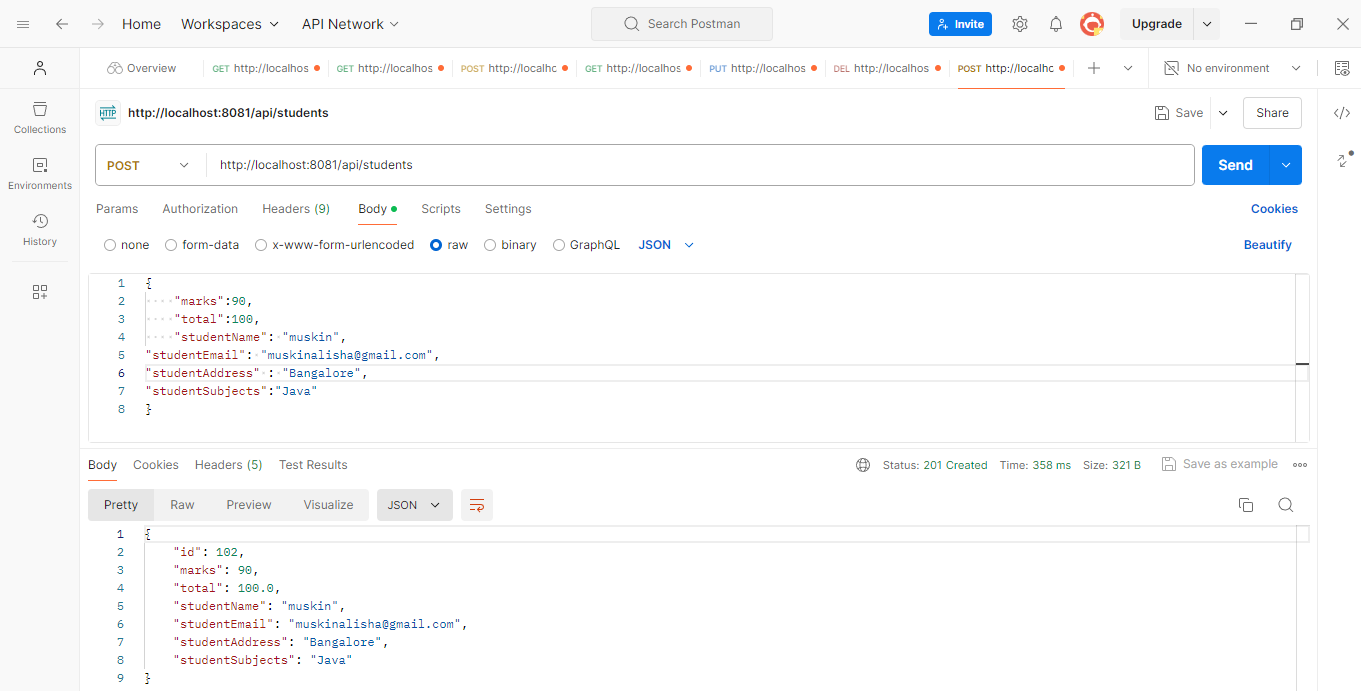 Home Workspaces API Network Search Postman Invite Upgrade
Overview GET http://localhos GET http://localhos POST http://localhc GET http://localhos PUT http://localhos DEL http://localhos POST http://localhc No environment
HTTP http://localhost:8081/api/students Save Share
Collections
Environments
History
POST http://localhost:8081/api/students Send
Params Authorization Headers (9) Body Scripts Settings Cookies
none form-data x-www-form-urlencoded raw binary GraphQL JSON Beautify
1 {
2 "marks":90,
3 "total":100,
4 "studentName": "muskin",
5 "studentEmail": "muskinalisha@gmail.com",
6 "studentAddress" : "Bangalore",
7 "studentSubjects":"Java"
8 }
Body Cookies Headers (5) Test Results Status: 201 Created Time: 358 ms Size: 321 B Save as example
Pretty Raw Preview Visualize JSON
1 {
2 "id": 102,
3 "marks": 90,
4 "total": 100.0,
5 "studentName": "muskin",
6 "studentEmail": "muskinalisha@gmail.com",
7 "studentAddress": "Bangalore",
8 "studentSubjects": "Java"
9 }